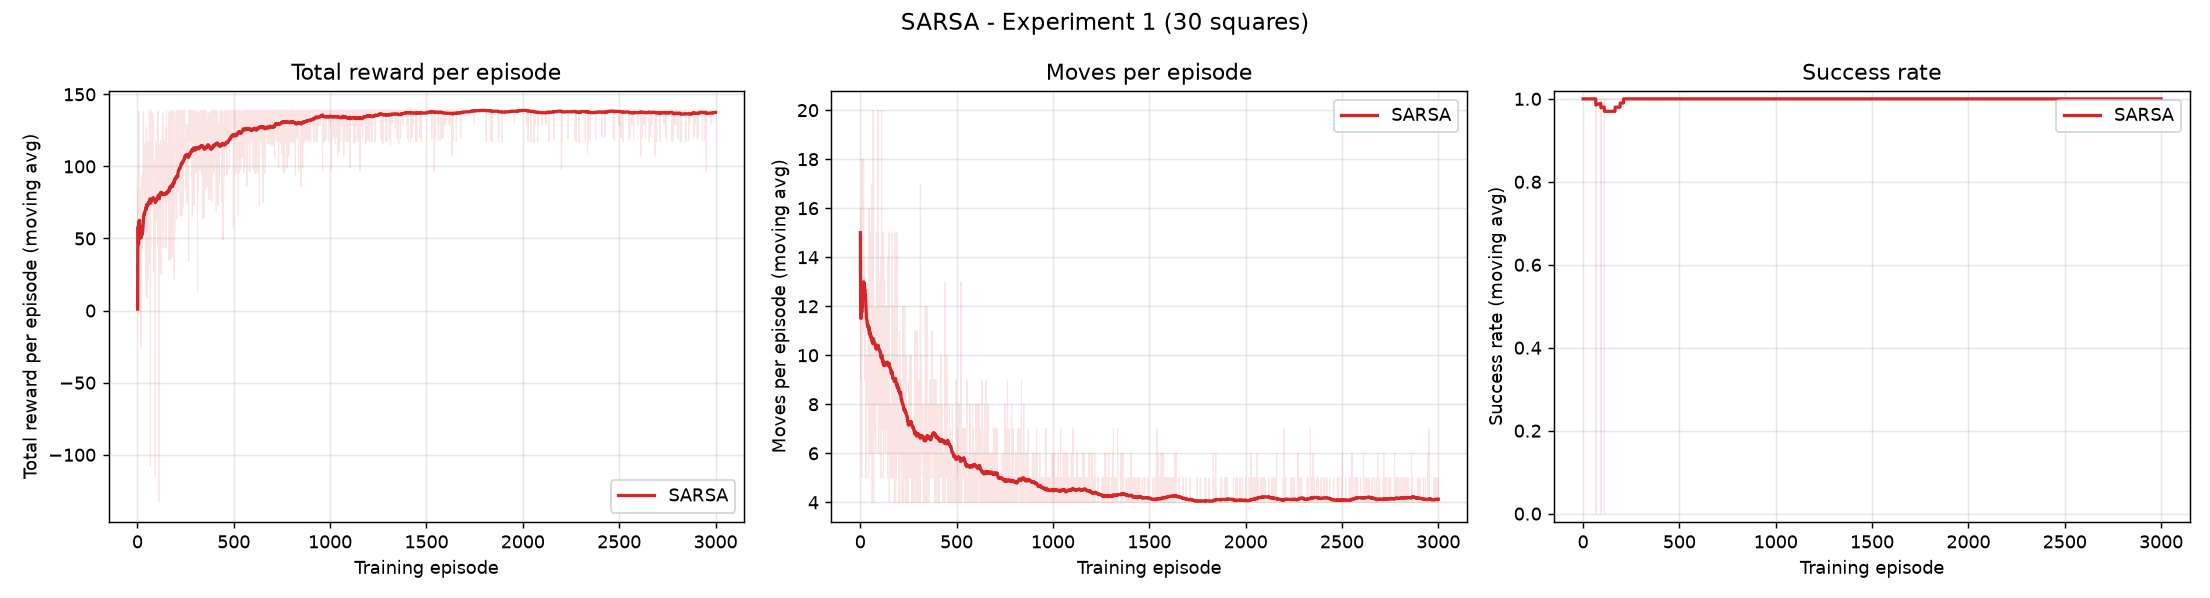 SARSA - Experiment 1 (30 squares)
Total reward per episode
Total reward per episode (moving avg)
150
100
50
0
−50
−100
0 500 1000 1500 2000 2500 3000
Training episode
SARSA
Moves per episode
Moves per episode (moving avg)
20
18
16
14
12
10
8
6
4
0 500 1000 1500 2000 2500 3000
Training episode
SARSA
Success rate
Success rate (moving avg)
1.0
0.8
0.6
0.4
0.2
0.0
0 500 1000 1500 2000 2500 3000
Training episode
SARSA